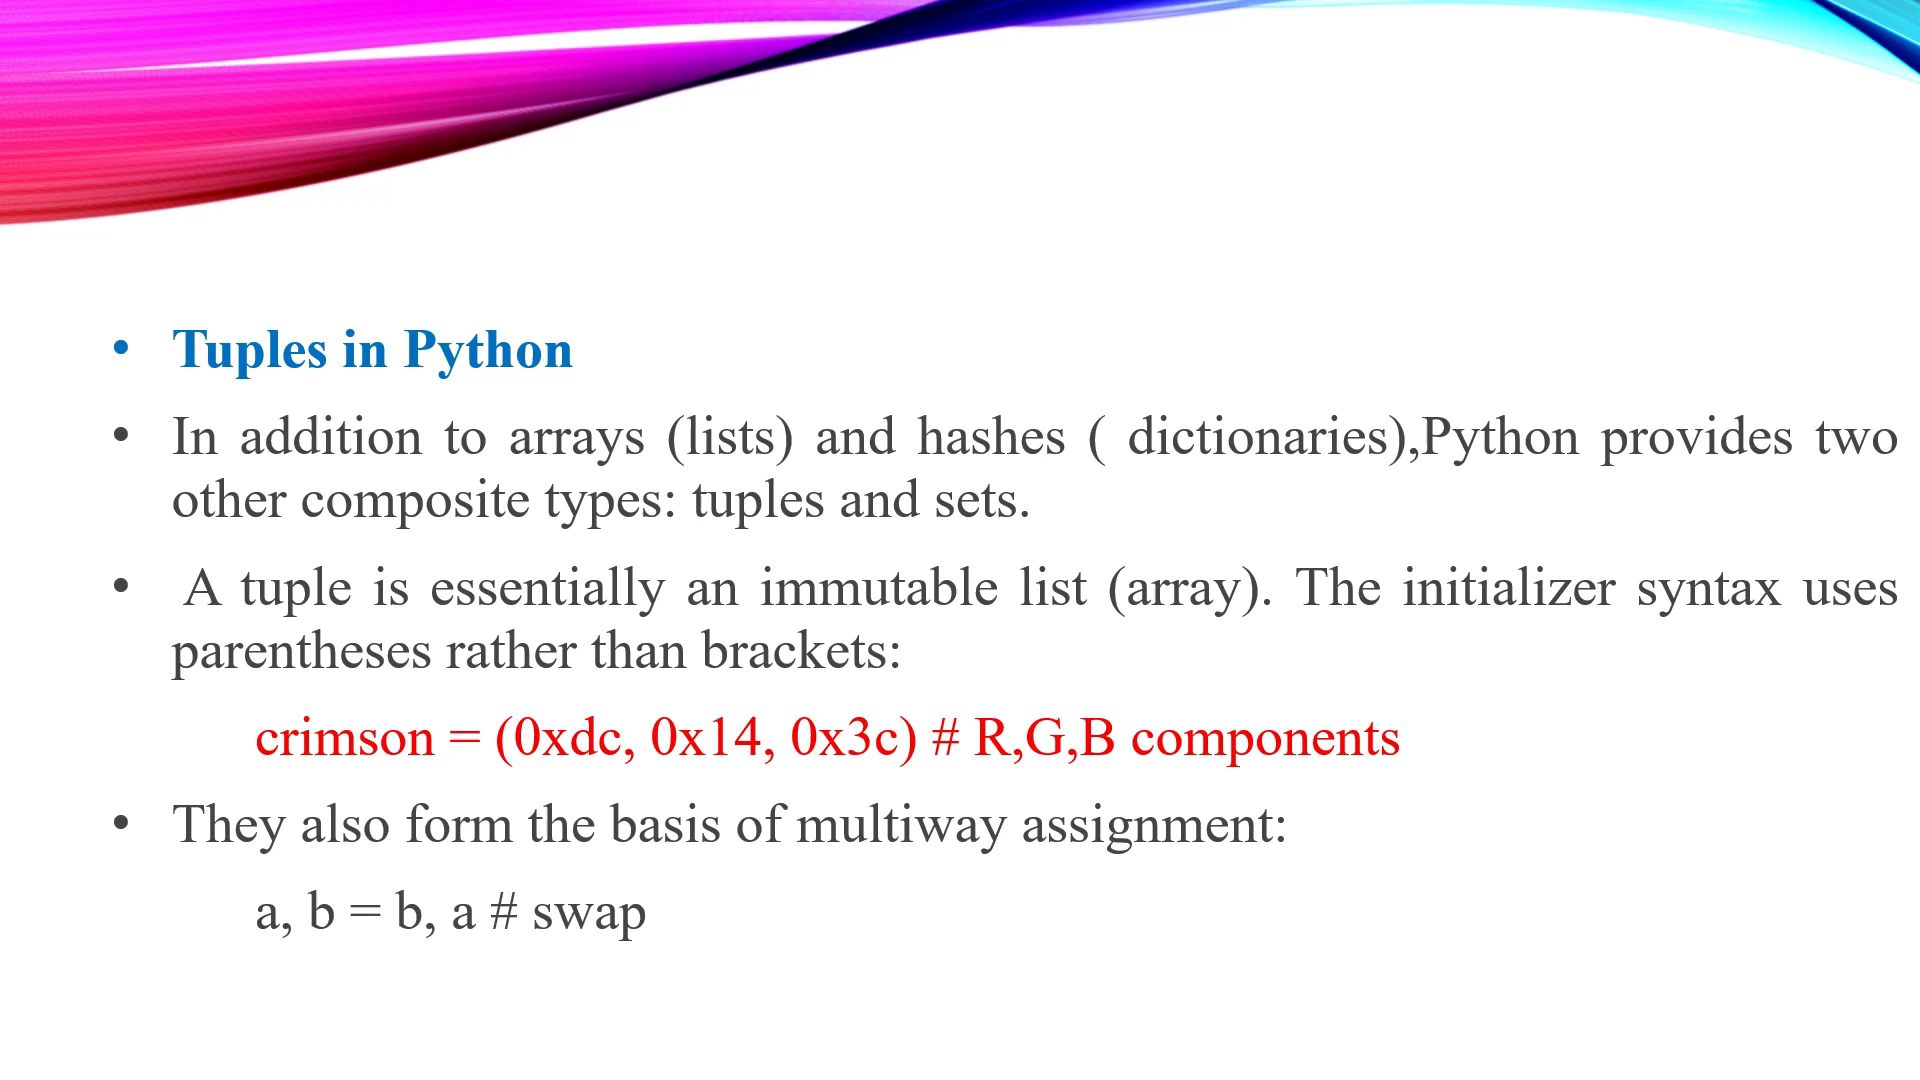 • Tuples in Python
• In addition to arrays (lists) and hashes ( dictionaries),Python provides two
other composite types: tuples and sets.
• A tuple is essentially an immutable list (array). The initializer syntax uses
parentheses rather than brackets:
crimson = (0xdc, 0x14, 0x3c) # R,G,B components
• They also form the basis of multiway assignment:
a, b = b, a # swap